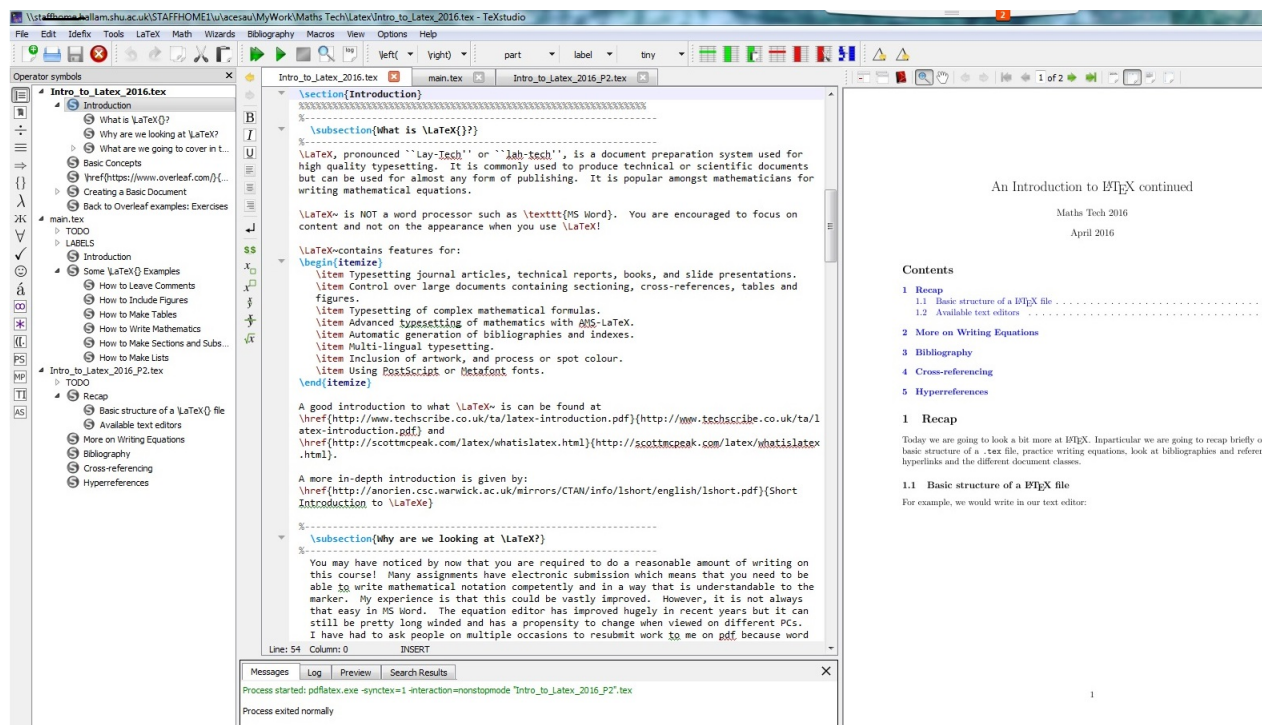 \\staffhome.hallam.shu.ac.uk\STAFFHOME1\u\acesau\MyWork\Maths Tech\Latex\Intro_to_Latex_2016.tex - TeXstudio
2
File Edit Idefix Tools LaTeX Math Wizards Bibliography Macros View Options Help
\left( \right) part label tiny
Operator symbols
Intro_to_Latex_2016.tex
Introduction
What is \LaTeX{}?
Why are we looking at \LaTeX?
What are we going to cover in t...
Basic Concepts
\href{https://www.overleaf.com/}{...
Creating a Basic Document
Back to Overleaf examples: Exercises
main.tex
TODO
LABELS
Introduction
Some \LaTeX{} Examples
How to Leave Comments
How to Include Figures
How to Make Tables
How to Write Mathematics
How to Make Sections and Subs...
How to Make Lists
Intro_to_Latex_2016_P2.tex
TODO
Recap
Basic structure of a \LaTeX{} file
Available text editors
More on Writing Equations
Bibliography
Cross-referencing
Hyperreferences
Intro_to_Latex_2016.tex main.tex Intro_to_Latex_2016_P2.tex
\section{Introduction}
\subsection{What is \LaTeX{}?}
\LaTeX, pronounced ``Lay-Tech'' or ``lah-tech'', is a document preparation system used for
high quality typesetting. It is commonly used to produce technical or scientific documents
but can be used for almost any form of publishing. It is popular amongst mathematicians for
writing mathematical equations.
\LaTeX~ is NOT a word processor such as \texttt{MS Word}. You are encouraged to focus on
content and not on the appearance when you use \LaTeX!
\LaTeX~contains features for:
\begin{itemize}
\item Typesetting journal articles, technical reports, books, and slide presentations.
\item Control over large documents containing sectioning, cross-references, tables and
figures.
\item Typesetting of complex mathematical formulas.
\item Advanced typesetting of mathematics with AMS-LaTeX.
\item Automatic generation of bibliographies and indexes.
\item Multi-lingual typesetting.
\item Inclusion of artwork, and process or spot colour.
\item Using PostScript or Metafont fonts.
\end{itemize}
A good introduction to what \LaTeX~ is can be found at
\href{http://www.techscribe.co.uk/ta/latex-introduction.pdf}{http://www.techscribe.co.uk/ta/l
atex-introduction.pdf} and
\href{http://scottmcpeak.com/latex/whatislatex.html}{http://scottmcpeak.com/latex/whatislatex
.html}.
A more in-depth introduction is given by:
\href{http://anorien.csc.warwick.ac.uk/mirrors/CTAN/info/lshort/english/lshort.pdf}{Short
Introduction to \LaTeXe}
\subsection{Why are we looking at \LaTeX?}
You may have noticed by now that you are required to do a reasonable amount of writing on
this course! Many assignments have electronic submission which means that you need to be
able to write mathematical notation competently and in a way that is understandable to the
marker. My experience is that this could be vastly improved. However, it is not always
that easy in MS Word. The equation editor has improved hugely in recent years but it can
still be pretty long winded and has a propensity to change when viewed on different PCs.
I have had to ask people on multiple occasions to resubmit work to me on pdf because word
Line: 54 Column: 0 INSERT
Messages Log Preview Search Results
Process started: pdflatex.exe -synctex=1 -interaction=nonstopmode "Intro_to_Latex_2016_P2".tex
Process exited normally
1 of 2
An Introduction to LATEX continued
Maths Tech 2016
April 2016
Contents
1 Recap
1.1 Basic structure of a LATEX file
1.2 Available text editors
2 More on Writing Equations
3 Bibliography
4 Cross-referencing
5 Hyperreferences
1 Recap
Today we are going to look a bit more at LATEX. Inparticular we are going to recap briefly
basic structure of a .tex file, practice writing equations, look at bibliographies and
hyperlinks and the different document classes.
1.1 Basic structure of a LATEX file
For example, we would write in our text editor:
1